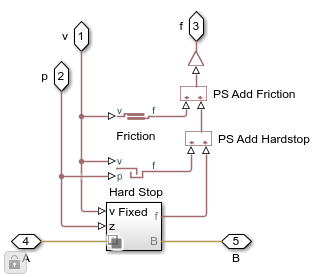 f
3
v
1
p
2
PS Add Friction
v f
Friction
PS Add Hardstop
v f
p
Hard Stop
v Fixed
f
z
4
B
5
A
B